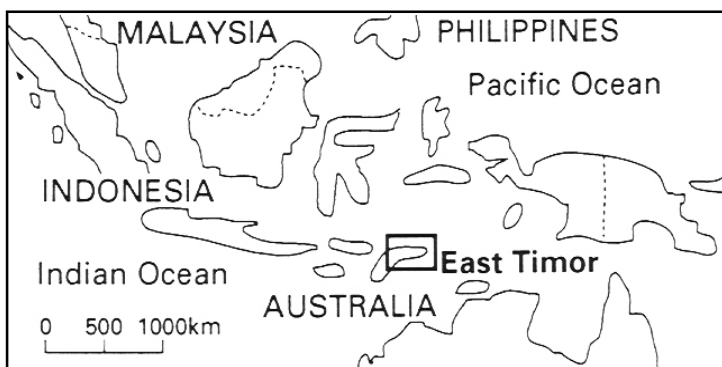 MALAYSIA
PHILIPPINES
Pacific Ocean
INDONESIA
East Timor
Indian Ocean
AUSTRALIA
0 500 1000km